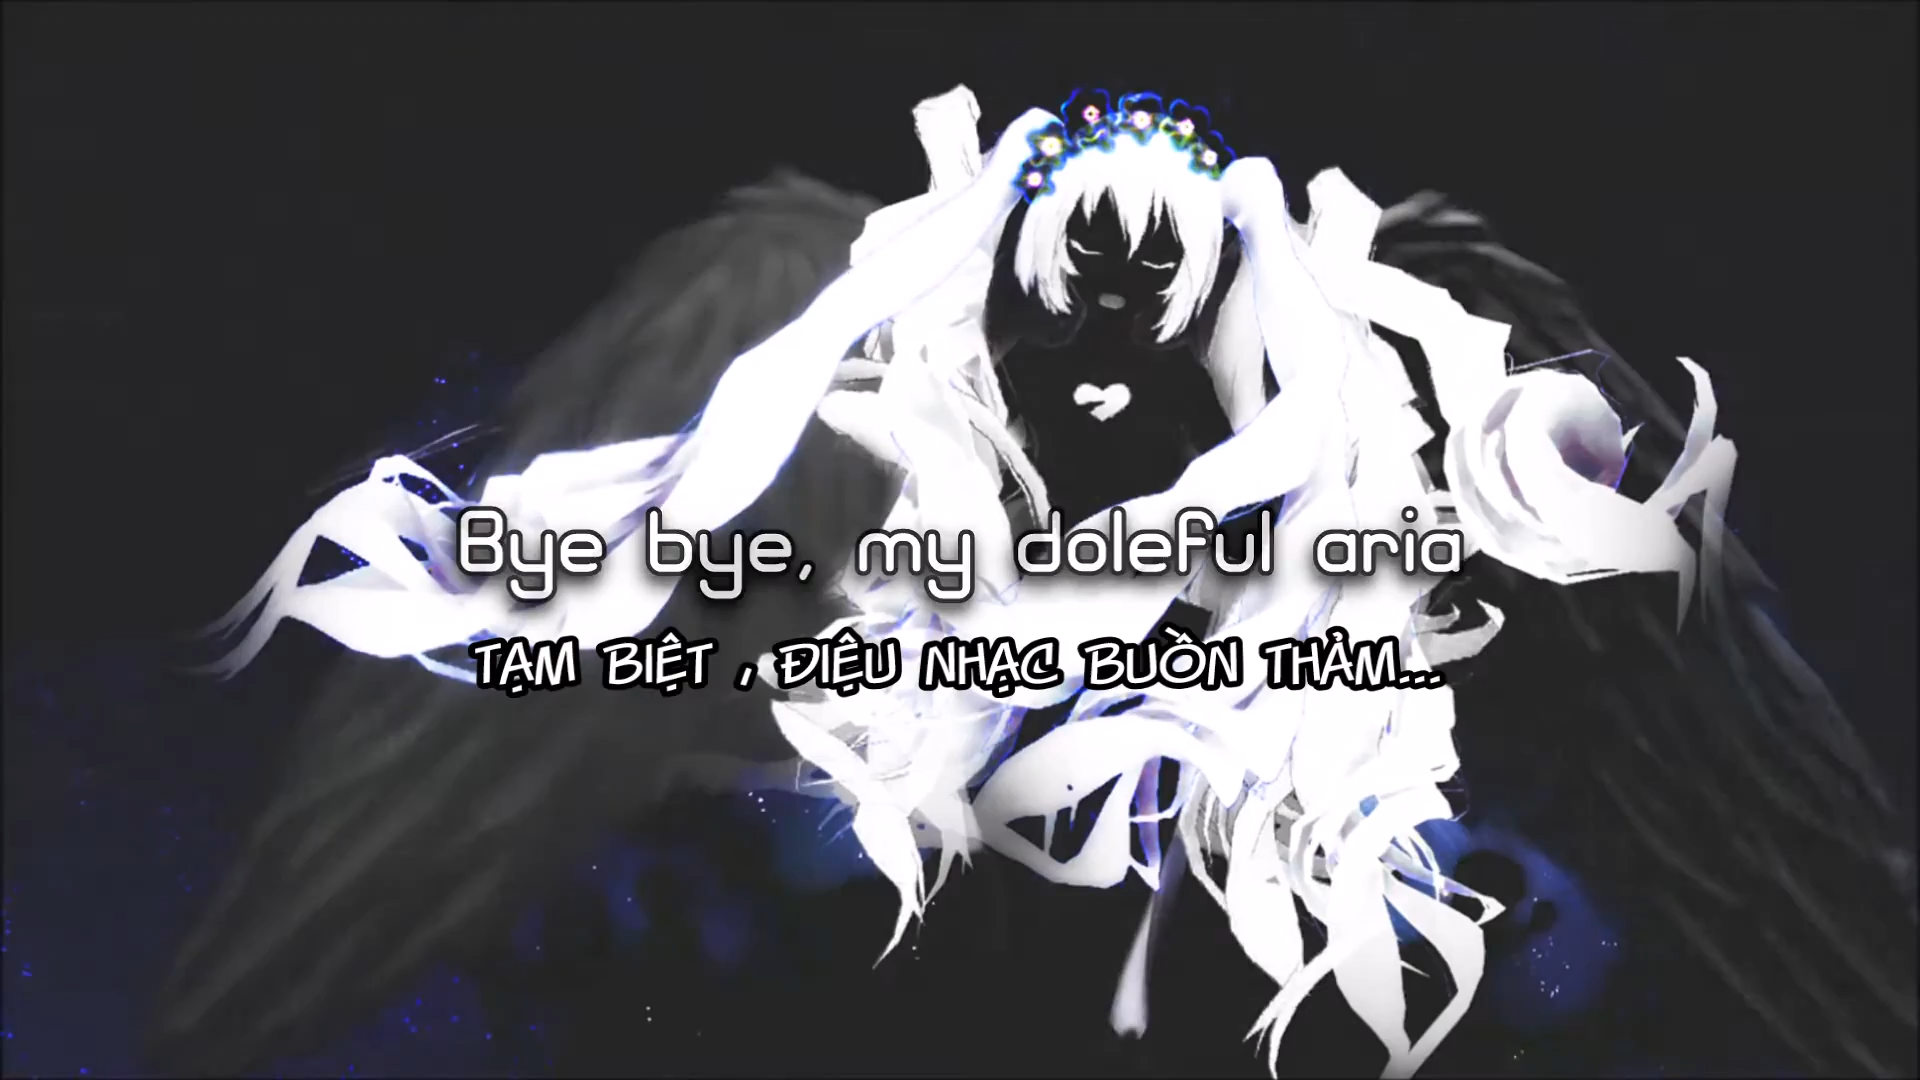 Bye bye, my doleful aria
TẠM BIỆT , ĐIỆU NHẠC BUỒN THẢM...